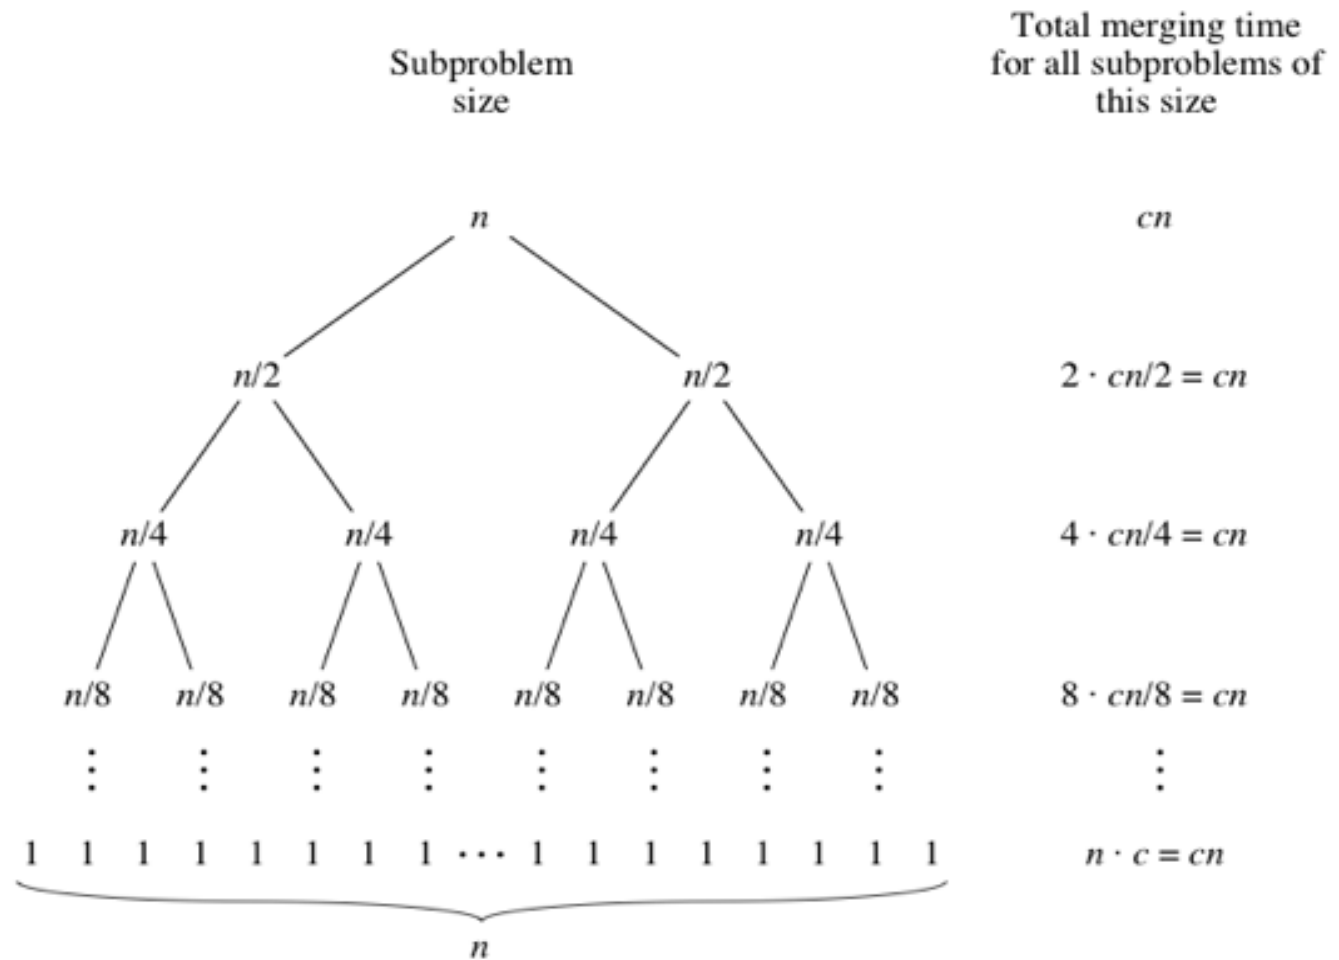 Subproblem
size
Total merging time
for all subproblems of
this size
n cn
n/2 n/2 2 · cn/2 = cn
n/4 n/4 n/4 n/4 4 · cn/4 = cn
n/8 n/8 n/8 n/8 n/8 n/8 n/8 n/8 8 · cn/8 = cn
⋮ ⋮ ⋮ ⋮ ⋮ ⋮ ⋮ ⋮ ⋮
1 1 1 1 1 1 1 1 ··· 1 1 1 1 1 1 1 1 n · c = cn
n